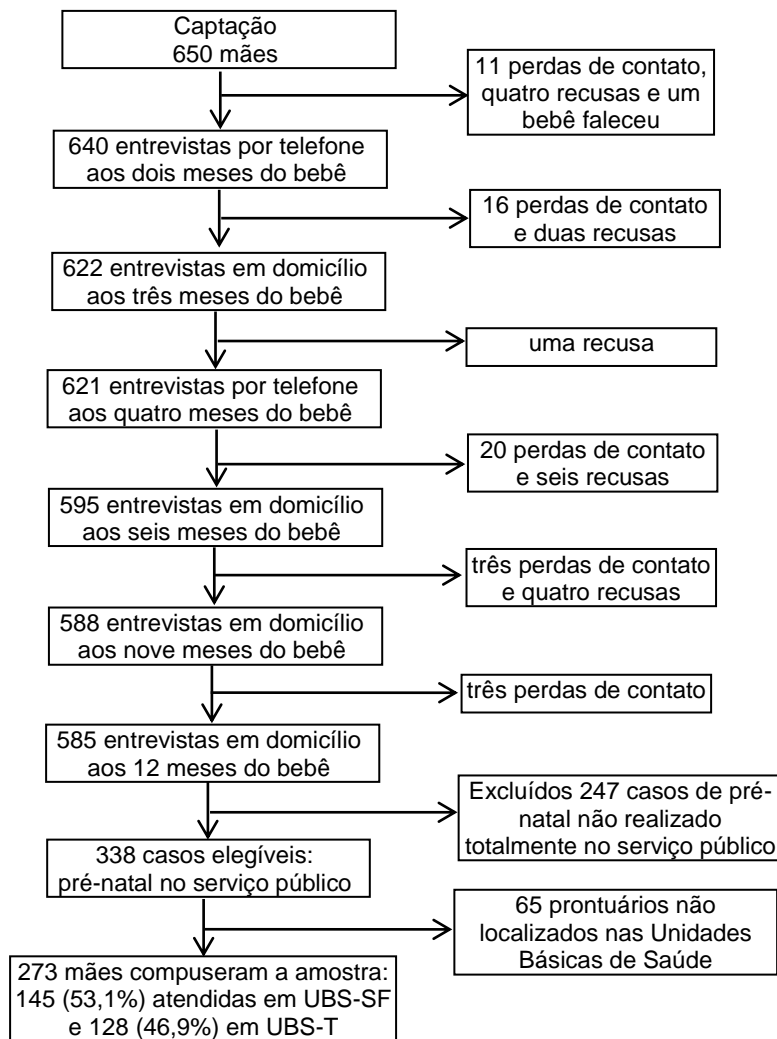 Captação
650 mães
11 perdas de contato,
quatro recusas e um
bebê faleceu
640 entrevistas por telefone
aos dois meses do bebê
16 perdas de contato
e duas recusas
622 entrevistas em domicílio
aos três meses do bebê
uma recusa
621 entrevistas por telefone
aos quatro meses do bebê
20 perdas de contato
e seis recusas
595 entrevistas em domicílio
aos seis meses do bebê
três perdas de contato
e quatro recusas
588 entrevistas em domicílio
aos nove meses do bebê
três perdas de contato
585 entrevistas em domicílio
aos 12 meses do bebê
Excluídos 247 casos de pré-
natal não realizado
totalmente no serviço público
338 casos elegíveis:
pré-natal no serviço público
65 prontuários não
localizados nas Unidades
Básicas de Saúde
273 mães compuseram a amostra:
145 (53,1%) atendidas em UBS-SF
e 128 (46,9%) em UBS-T